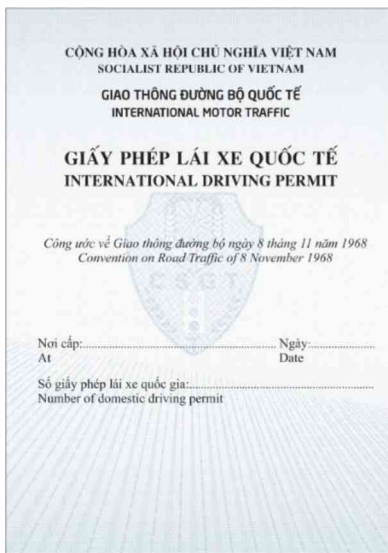 CỘNG HÒA XÃ HỘI CHỦ NGHĨA VIỆT NAM
SOCIALIST REPUBLIC OF VIETNAM
GIAO THÔNG ĐƯỜNG BỘ QUỐC TẾ
INTERNATIONAL MOTOR TRAFFIC
GIẤY PHÉP LÁI XE QUỐC TẾ
INTERNATIONAL DRIVING PERMIT
Công ước về Giao thông đường bộ ngày 8 tháng 11 năm 1968
Convention on Road Traffic of 8 November 1968
CSGT
Nơi cấp:.................................................... Ngày:.................
At Date
Số giấy phép lái xe quốc gia:.................................................
Number of domestic driving permit